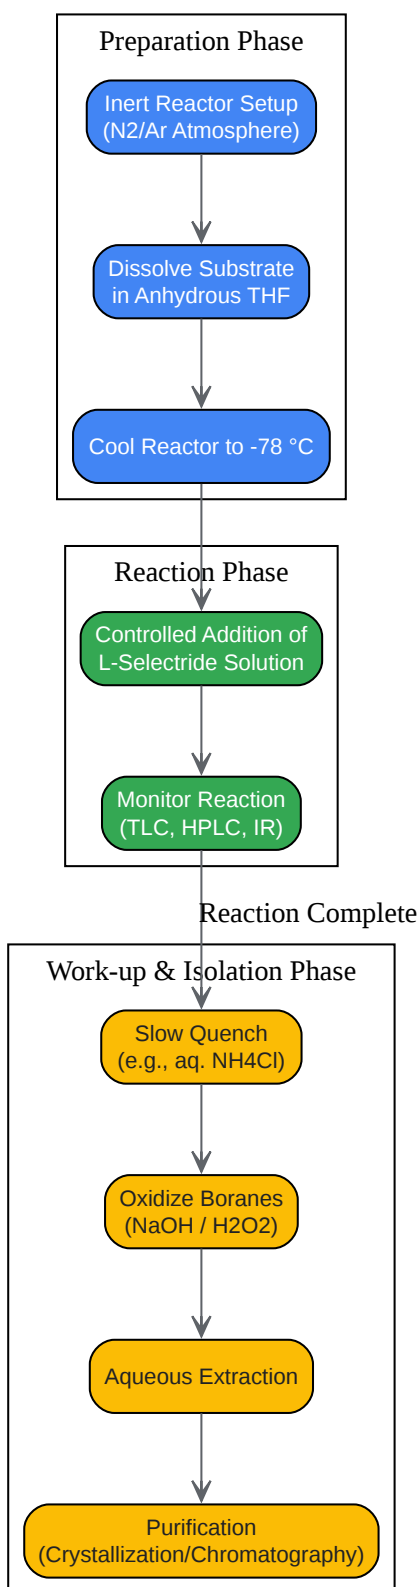 Preparation Phase
Inert Reactor Setup
(N2/Ar Atmosphere)
Dissolve Substrate
in Anhydrous THF
Cool Reactor to -78 °C
Reaction Phase
Controlled Addition of
L-Selectride Solution
Monitor Reaction
(TLC, HPLC, IR)
Reaction Complete
Work-up & Isolation Phase
Slow Quench
(e.g., aq. NH4Cl)
Oxidize Boranes
(NaOH / H2O2)
Aqueous Extraction
Purification
(Crystallization/Chromatography)